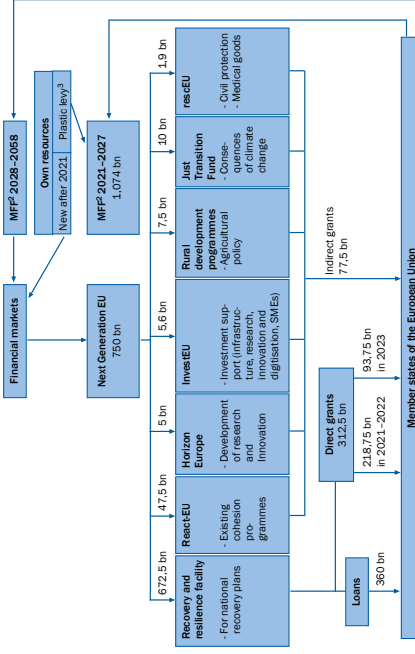 Financial markets
MFF² 2028–2058
Own resources
New after 2021
Plastic levy³
MFF² 2021–2027
1,074 bn
Next Generation EU
750 bn
672,5 bn
47,5 bn
5 bn
5,6 bn
7,5 bn
10 bn
1,9 bn
Recovery and
resilience facility
- For national
recovery plans
React-EU
- Existing
cohesion
pro-
grammes
Horizon
Europe
- Development
of research
and
Innovation
InvestEU
- Investment sup-
port (infrastruc-
ture, research,
innovation and
digitisation, SMEs)
Rural
development
programmes
- Agricultural
policy
Just
Transition
Fund
- Conse-
quences of
climate
change
rescEU
- Civil protection
- Medical goods
Loans
360 bn
Direct grants
312,5 bn
218,75 bn
in 2021–2022
93,75 bn
in 2023
Indirect grants
77,5 bn
Member states of the European Union